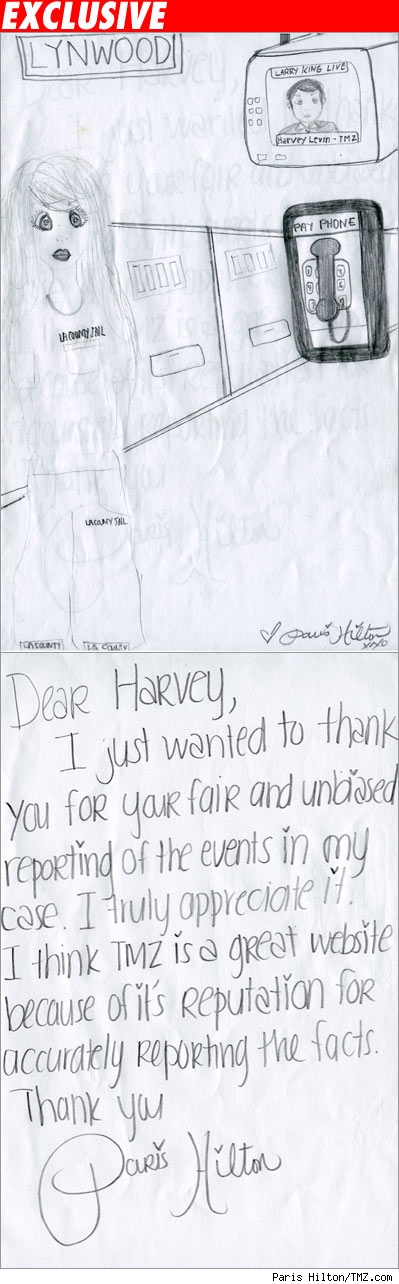 EXCLUSIVE
LYNWOOD
LARRY KING LIVE
Harvey Levin - TMZ
PAY PHONE
LA COUNTY JAIL
LA COUNTY JAIL
LA COUNTY
LA COUNTY
♡ Paris Hilton
XOXO
Dear Harvey,
I just wanted to thank
you for your fair and unbiased
reporting of the events in my
case. I truly appreciate it.
I think TMZ is a great website
because of it's reputation for
accurately reporting the facts.
Thank you
Paris Hilton
Paris Hilton/TMZ.com